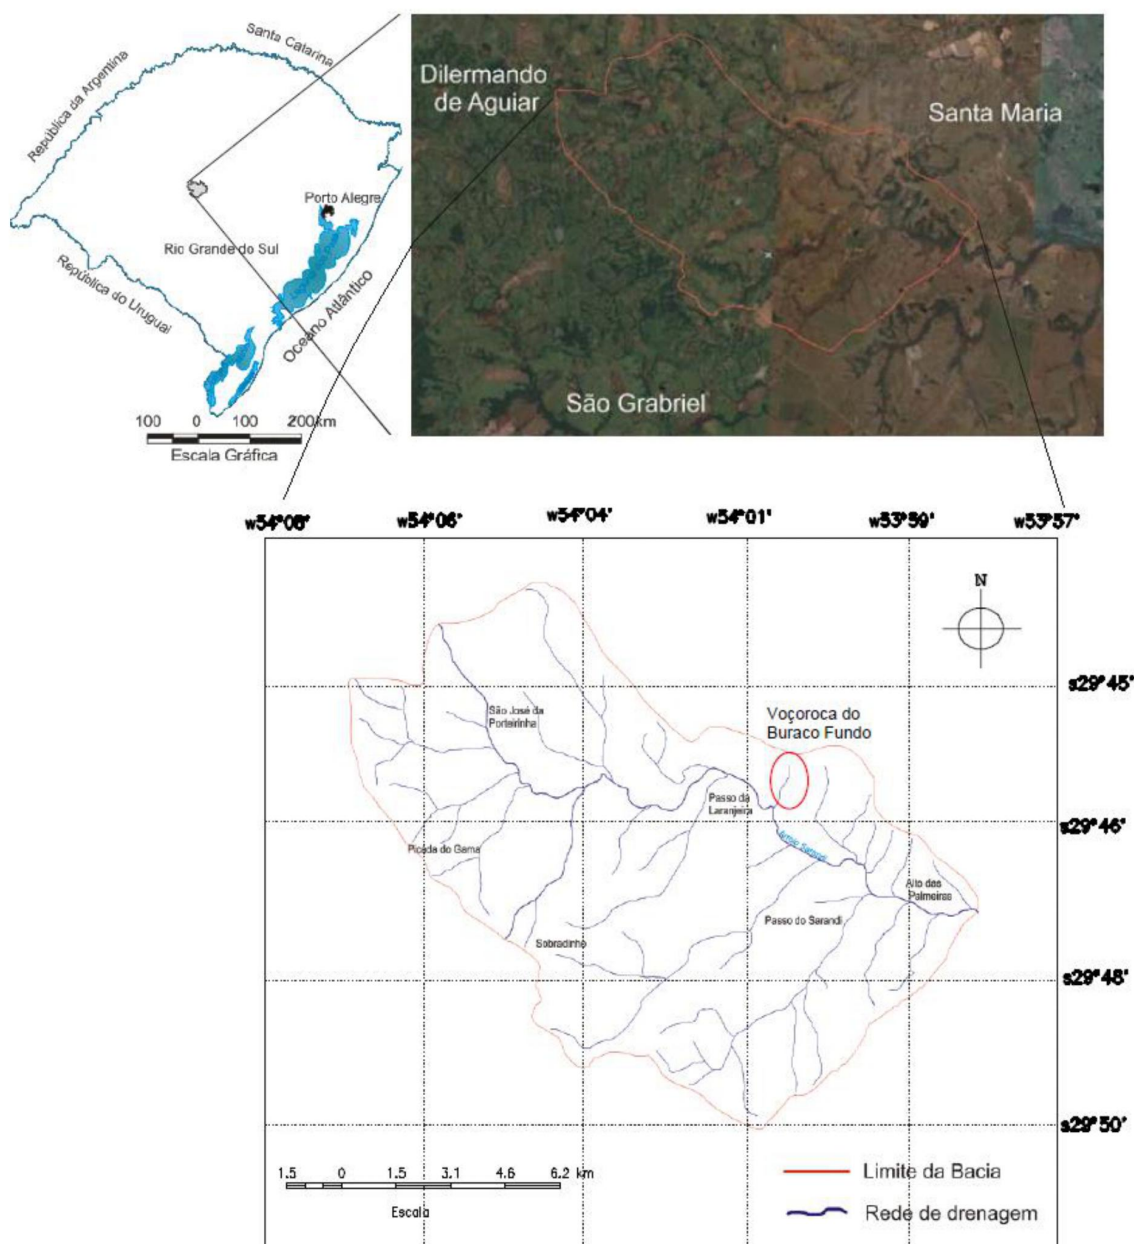 Santa Catarina
República da Argentina
Porto Alegre
Rio Grande do Sul
República do Uruguai
Oceano Atlântico
100 0 100 200 km
Escala Gráfica
Dilermando
de Aguiar
Santa Maria
São Grabriel
w54°08' w54°06' w54°04' w54°01' w53°59' w53°57'
N
s29°45'
São José da
Porteirinha
Voçoroca do
Buraco Fundo
Passo da
Laranjeira
s29°46'
Picada do Gama
Alto das
Palmeiras
Passo do Sarandi
Sobradinho
s29°48'
s29°50'
1.5 0 1.5 3.1 4.6 6.2 km
Escala
Limite da Bacia
Rede de drenagem